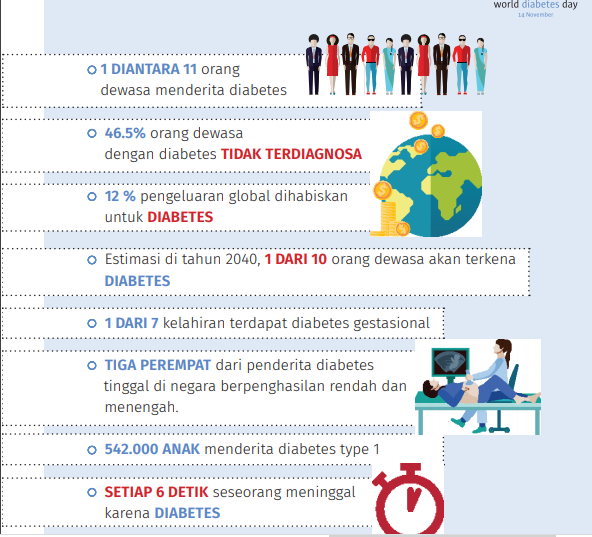 world diabetes day
14 November
1 DIANTARA 11 orang
dewasa menderita diabetes
46.5% orang dewasa
dengan diabetes TIDAK TERDIAGNOSA
12 % pengeluaran global dihabiskan
untuk DIABETES
Estimasi di tahun 2040, 1 DARI 10 orang dewasa akan terkena
DIABETES
1 DARI 7 kelahiran terdapat diabetes gestasional
TIGA PEREMPAT dari penderita diabetes
tinggal di negara berpenghasilan rendah dan
menengah.
542.000 ANAK menderita diabetes type 1
SETIAP 6 DETIK seseorang meninggal
karena DIABETES